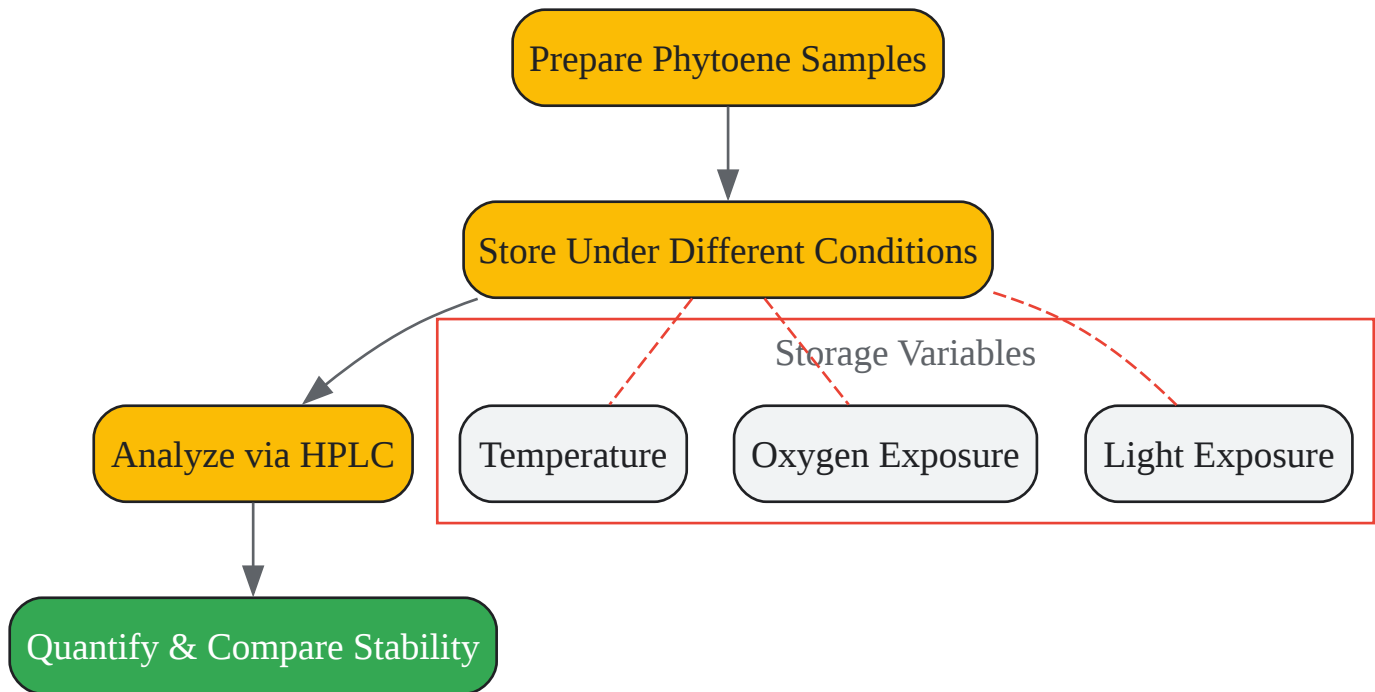 Prepare Phytoene Samples
Store Under Different Conditions
Storage Variables
Analyze via HPLC
Temperature
Oxygen Exposure
Light Exposure
Quantify & Compare Stability